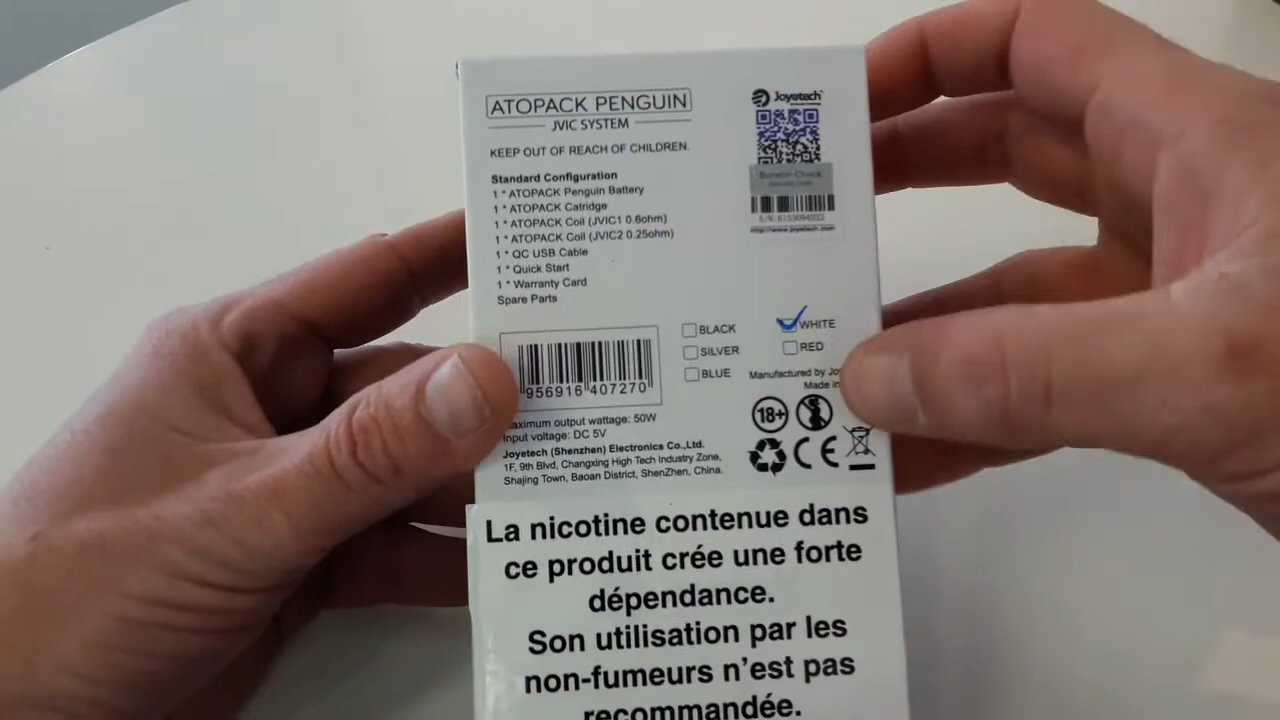 ATOPACK PENGUIN
JVIC SYSTEM
KEEP OUT OF REACH OF CHILDREN.
Standard Configuration
1 * ATOPACK Penguin Battery
1 * ATOPACK Catridge
1 * ATOPACK Coil (JVIC1 0.6ohm)
1 * ATOPACK Coil (JVIC2 0.25ohm)
1 * QC USB Cable
1 * Quick Start
1 * Warranty Card
Spare Parts
Joyetech
Scratch Check
S/N: 6153094022
http://www.joyetech.com
BLACK
WHITE
SILVER
RED
BLUE
956916 407270
Manufactured by Jo
Made in
18+
CE
aximum output wattage: 50W
Input voltage: DC 5V
Joyetech (Shenzhen) Electronics Co.,Ltd.
1F, 9th Blvd, Changxing High Tech Industry Zone,
Shajing Town, Baoan District, ShenZhen, China.
La nicotine contenue dans
ce produit crée une forte
dépendance.
Son utilisation par les
non-fumeurs n'est pas
recommandée.